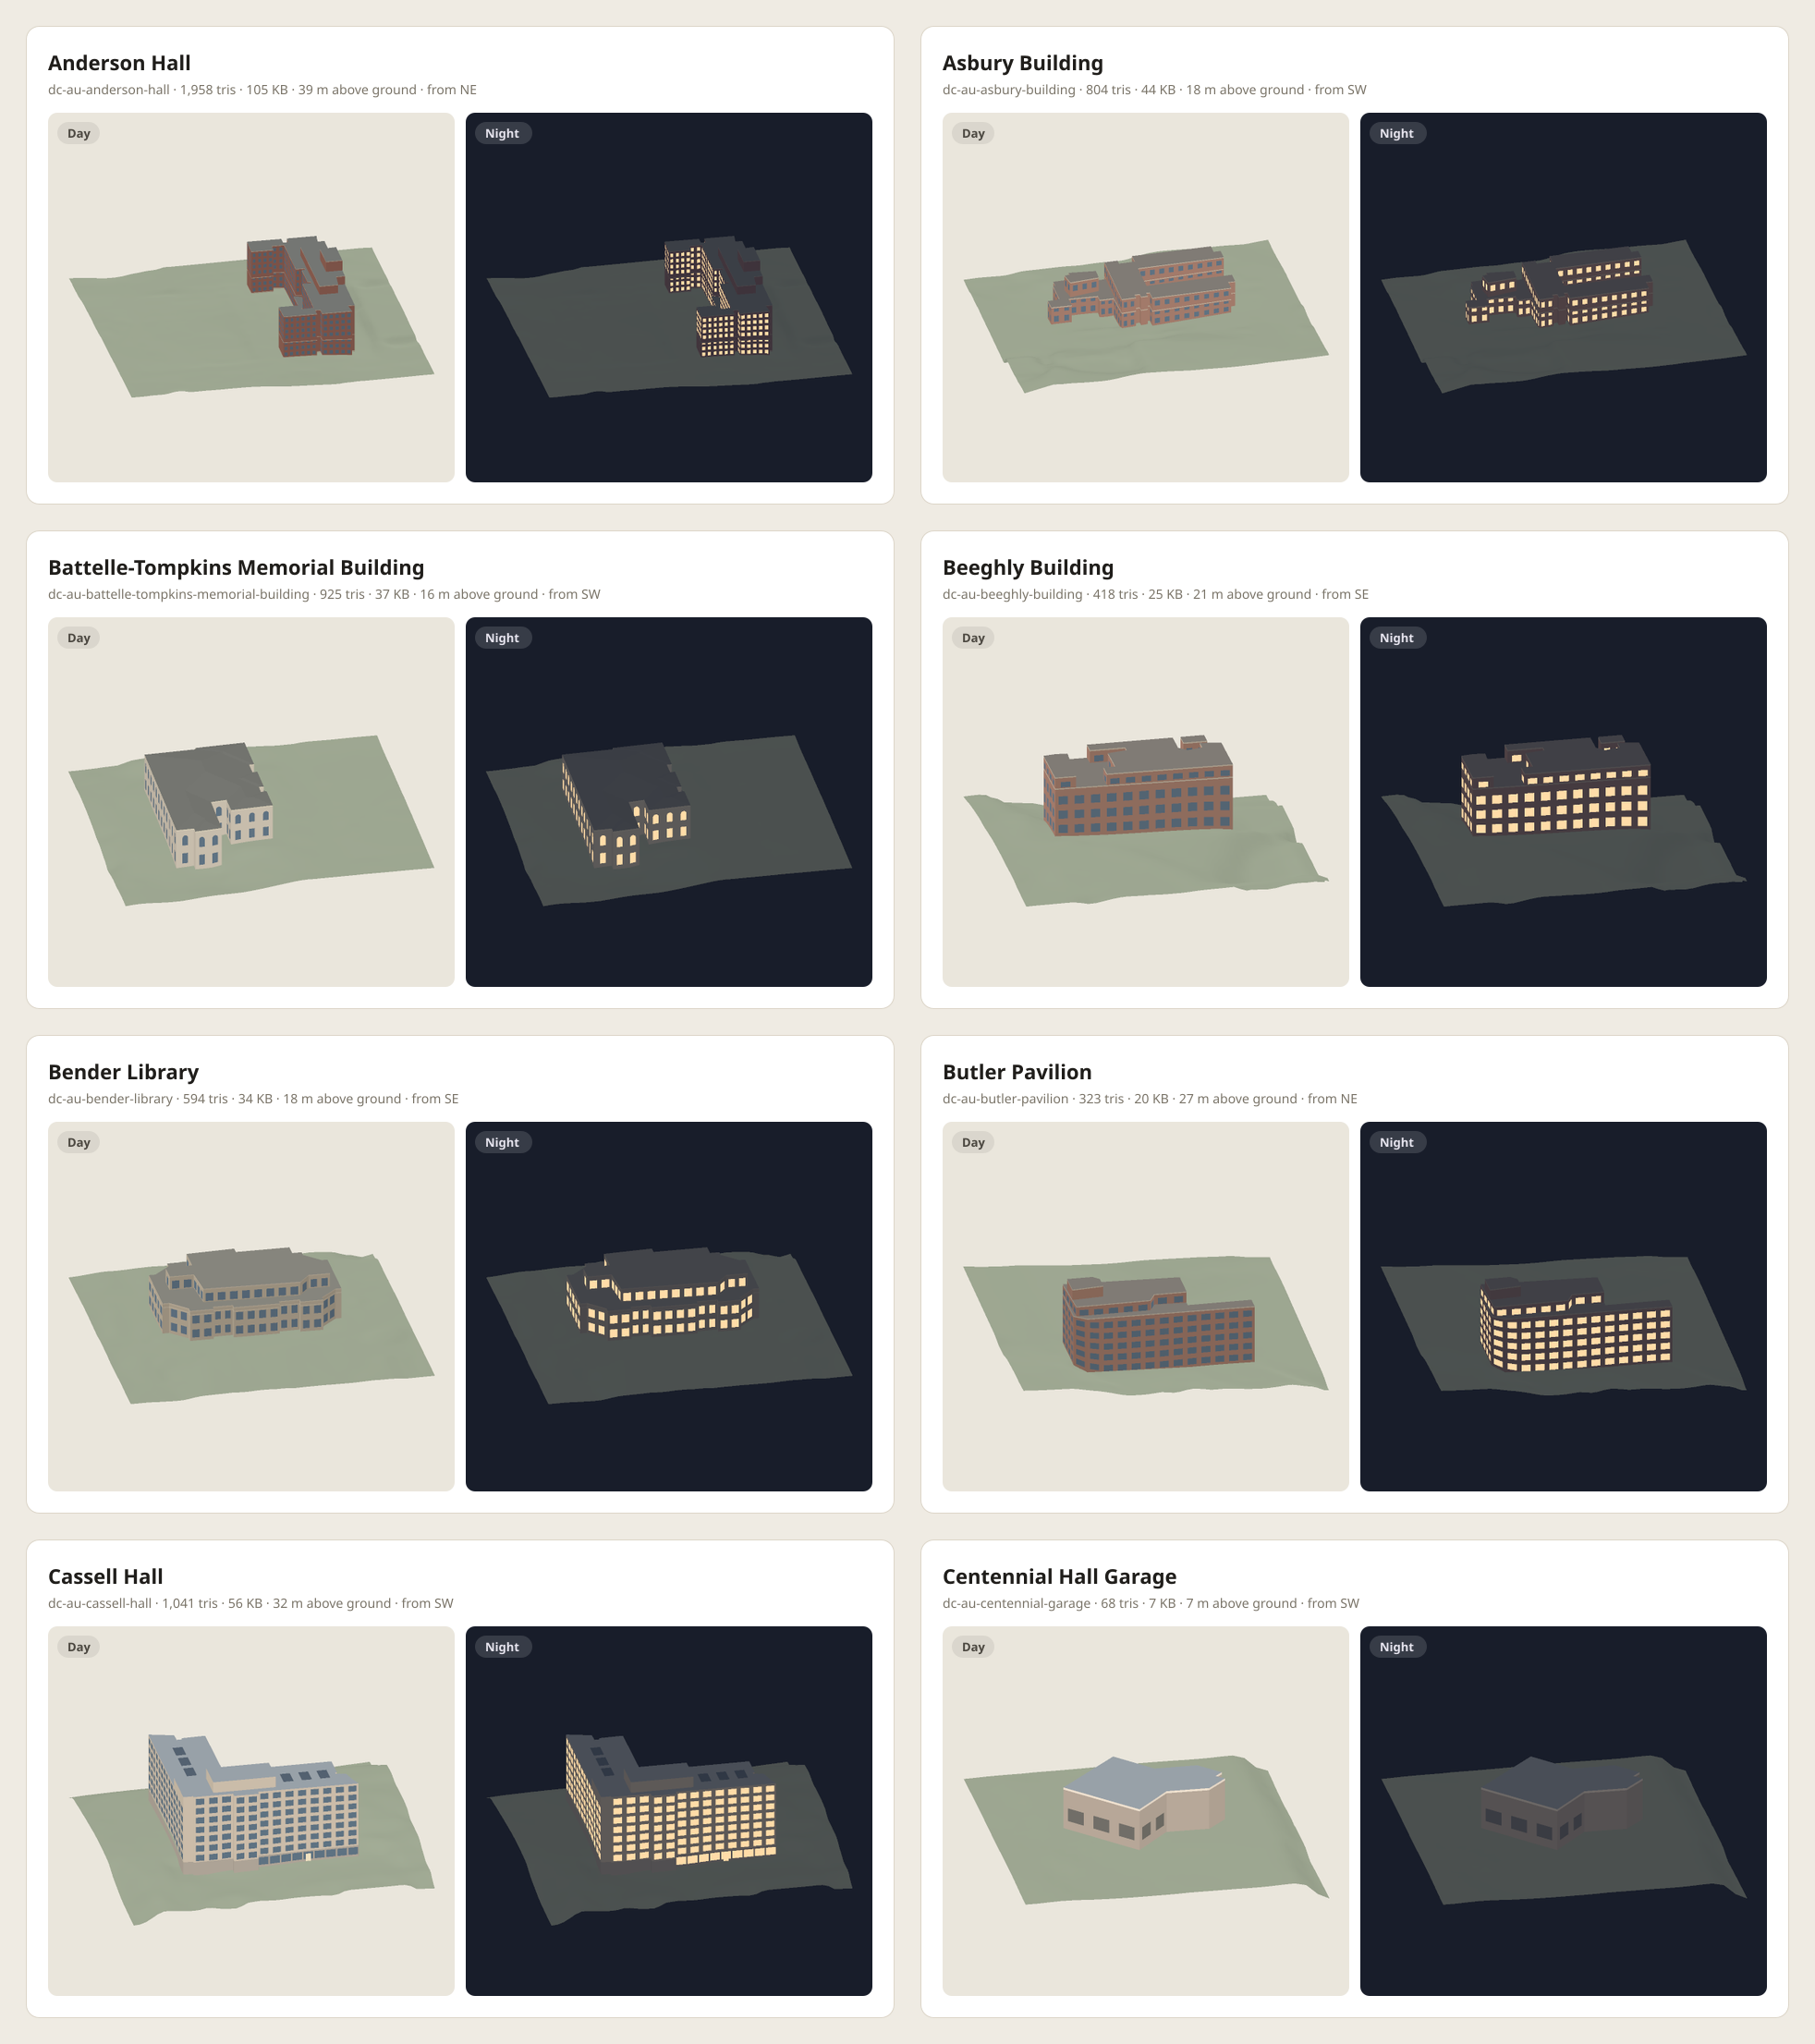 Anderson Hall
dc-au-anderson-hall · 1,958 tris · 105 KB · 39 m above ground · from NE
Day
Night
Asbury Building
dc-au-asbury-building · 804 tris · 44 KB · 18 m above ground · from SW
Day
Night
Battelle-Tompkins Memorial Building
dc-au-battelle-tompkins-memorial-building · 925 tris · 37 KB · 16 m above ground · from SW
Day
Night
Beeghly Building
dc-au-beeghly-building · 418 tris · 25 KB · 21 m above ground · from SE
Day
Night
Bender Library
dc-au-bender-library · 594 tris · 34 KB · 18 m above ground · from SE
Day
Night
Butler Pavilion
dc-au-butler-pavilion · 323 tris · 20 KB · 27 m above ground · from NE
Day
Night
Cassell Hall
dc-au-cassell-hall · 1,041 tris · 56 KB · 32 m above ground · from SW
Day
Night
Centennial Hall Garage
dc-au-centennial-garage · 68 tris · 7 KB · 7 m above ground · from SW
Day
Night